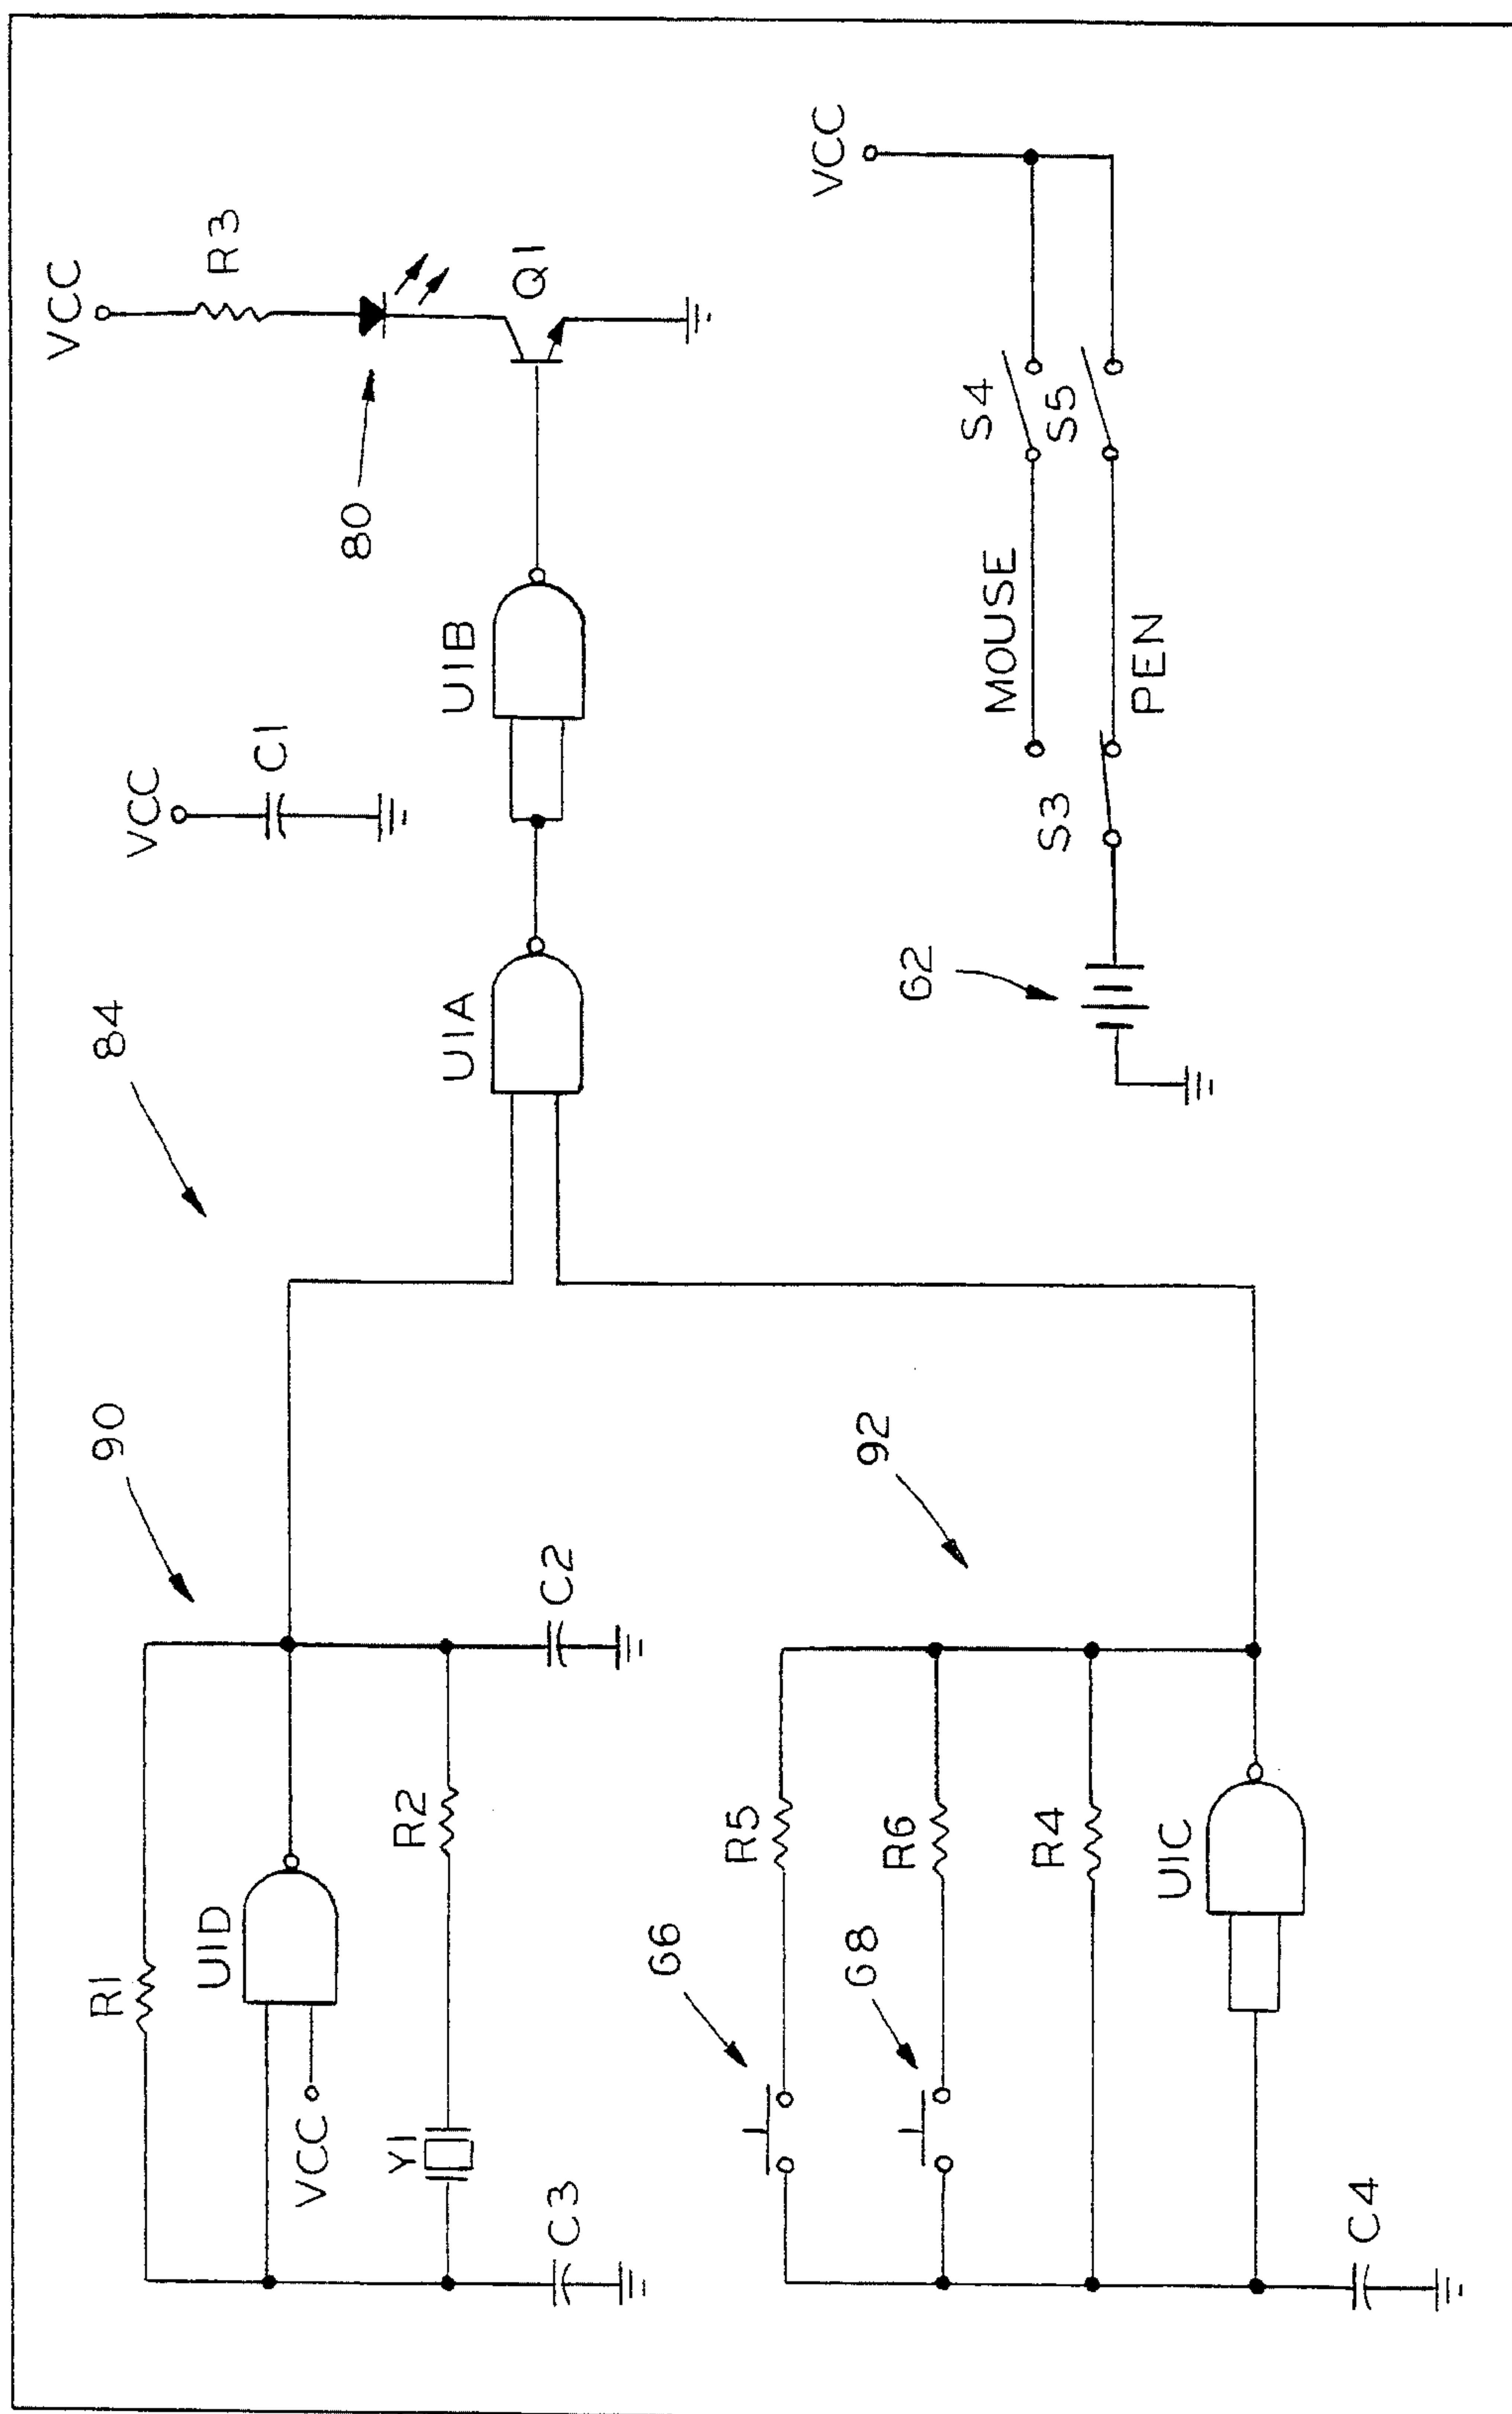 90
R1
U1D
VCC
Y1
R2
C3
C2
84
VCC
C1
VCC
R3
80
Q1
U1A
U1B
66
R5
68
R6
R4
U1C
C4
92
62
S3
MOUSE
PEN
S4
S5
VCC